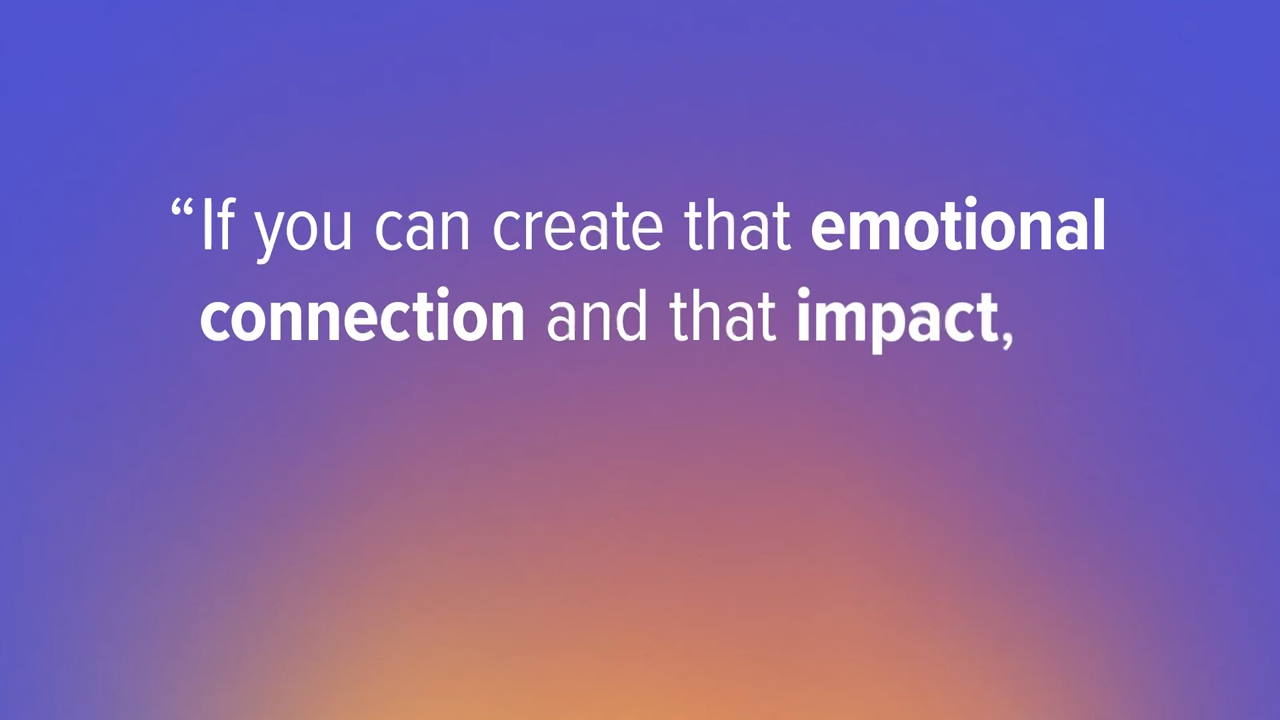 “If you can create that emotional
connection and that impact,